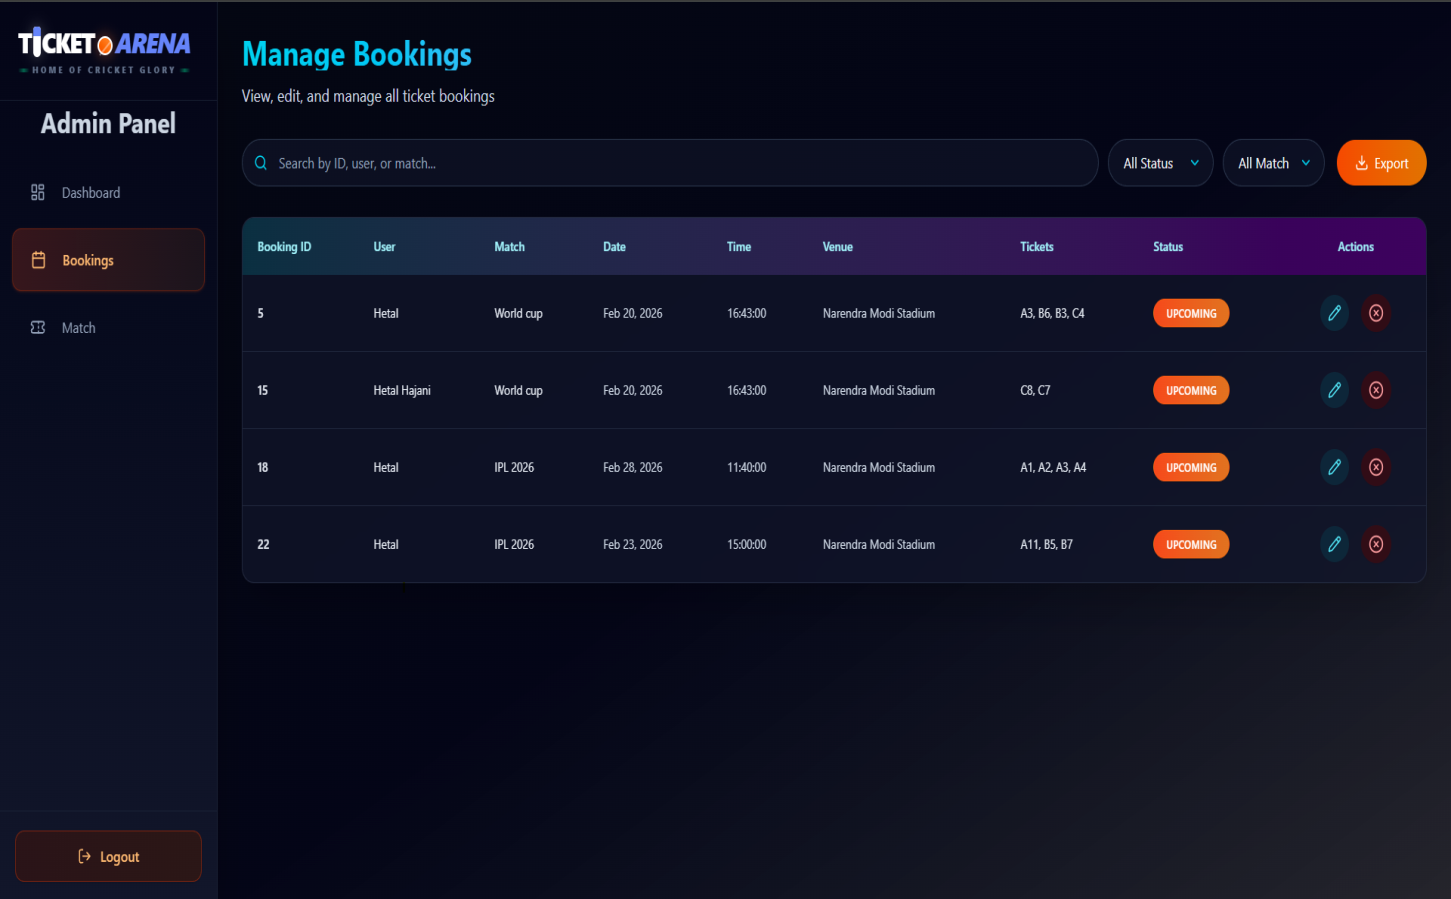 TICKET ARENA
HOME OF CRICKET GLORY
Admin Panel
Dashboard
Bookings
Match
Logout
Manage Bookings
View, edit, and manage all ticket bookings
Search by ID, user, or match...
All Status
All Match
Export
Booking ID User Match Date Time Venue Tickets Status Actions
5 Hetal World cup Feb 20, 2026 16:43:00 Narendra Modi Stadium A3, B6, B3, C4 UPCOMING
15 Hetal Hajani World cup Feb 20, 2026 16:43:00 Narendra Modi Stadium C8, C7 UPCOMING
18 Hetal IPL 2026 Feb 28, 2026 11:40:00 Narendra Modi Stadium A1, A2, A3, A4 UPCOMING
22 Hetal IPL 2026 Feb 23, 2026 15:00:00 Narendra Modi Stadium A11, B5, B7 UPCOMING